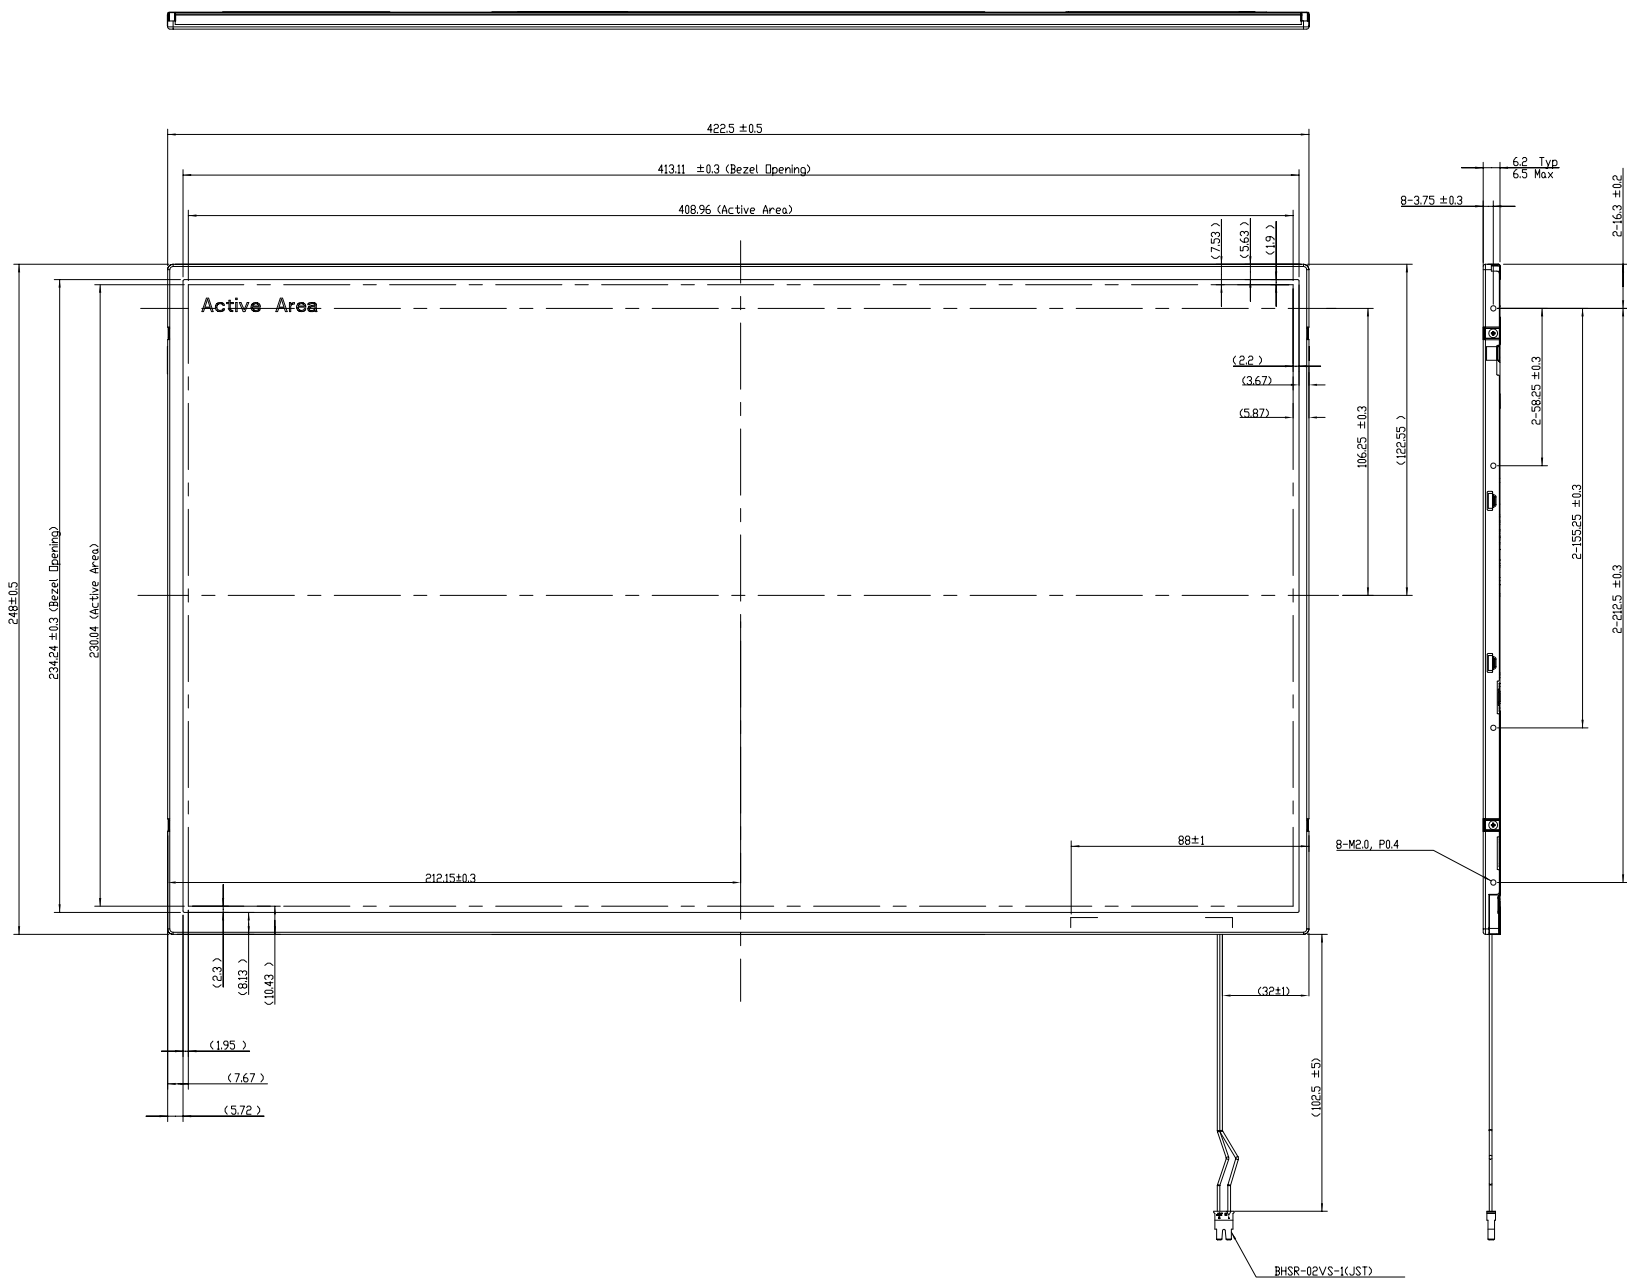 422.5 ±0.5
413.11 ±0.3 (Bezel Opening)
408.96 (Active Area)
6.2 Typ
6.5 Max
8-3.75 ±0.3
2-16.3 ±0.2
(7.53 )
(5.63 )
(1.9 )
Active Area
(2.2 )
(3.67)
(5.87)
106.25 ±0.3
(122.55 )
2-58.25 ±0.3
2-155.25 ±0.3
2-212.5 ±0.3
248±0.5
234.24 ±0.3 (Bezel Opening)
230.04 (Active Area)
88±1
8-M2.0, P0.4
212.15±0.3
(2.3 )
(8.13 )
(10.43 )
(32±1)
(1.95 )
(7.67 )
(5.72 )
(102.5 ±5)
BHSR-02VS-1(JST)